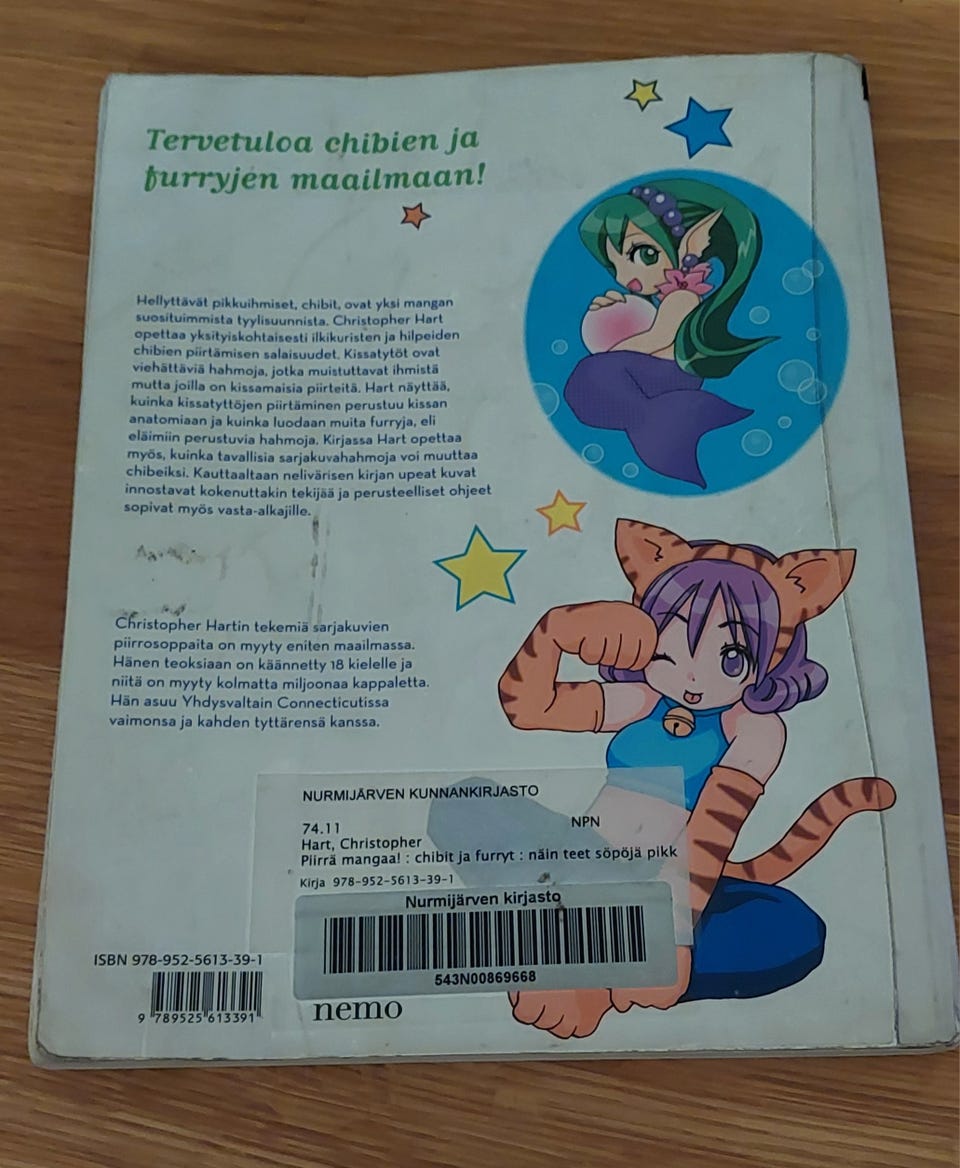 Tervetuloa chibien ja
furryjen maailmaan!
Hellyttävät pikkuihmiset, chibit, ovat yksi mangan
suosituimmista tyylisuunnista. Christopher Hart
opettaa yksityiskohtaisesti ilkikuristen ja hilpeiden
chibien piirtämisen salaisuudet. Kissatytöt ovat
viehättäviä hahmoja, jotka muistuttavat ihmistä
mutta joilla on kissamaisia piirteitä. Hart näyttää,
kuinka kissatyttöjen piirtäminen perustuu kissan
anatomiaan ja kuinka luodaan muita furryja, eli
eläimiin perustuvia hahmoja. Kirjassa Hart opettaa
myös, kuinka tavallisia sarjakuvahahmoja voi muuttaa
chibeiksi. Kauttaaltaan nelivärisen kirjan upeat kuvat
innostavat kokenuttakin tekijää ja perusteelliset ohjeet
sopivat myös vasta-alkajille.
Christopher Hartin tekemiä sarjakuvien
piirrosoppaita on myyty eniten maailmassa.
Hänen teoksiaan on käännetty 18 kielelle ja
niitä on myyty kolmatta miljoonaa kappaletta.
Hän asuu Yhdysvaltain Connecticutissa
vaimonsa ja kahden tyttärensä kanssa.
NURMIJÄRVEN KUNNANKIRJASTO
74.11 NPN
Hart, Christopher
Piirrä mangaa! : chibit ja furryt : näin teet söpöjä pikk
Kirja 978-952-5613-39-1
Nurmijärven kirjasto
543N00869668
ISBN 978-952-5613-39-1
9 789525 613391
nemo